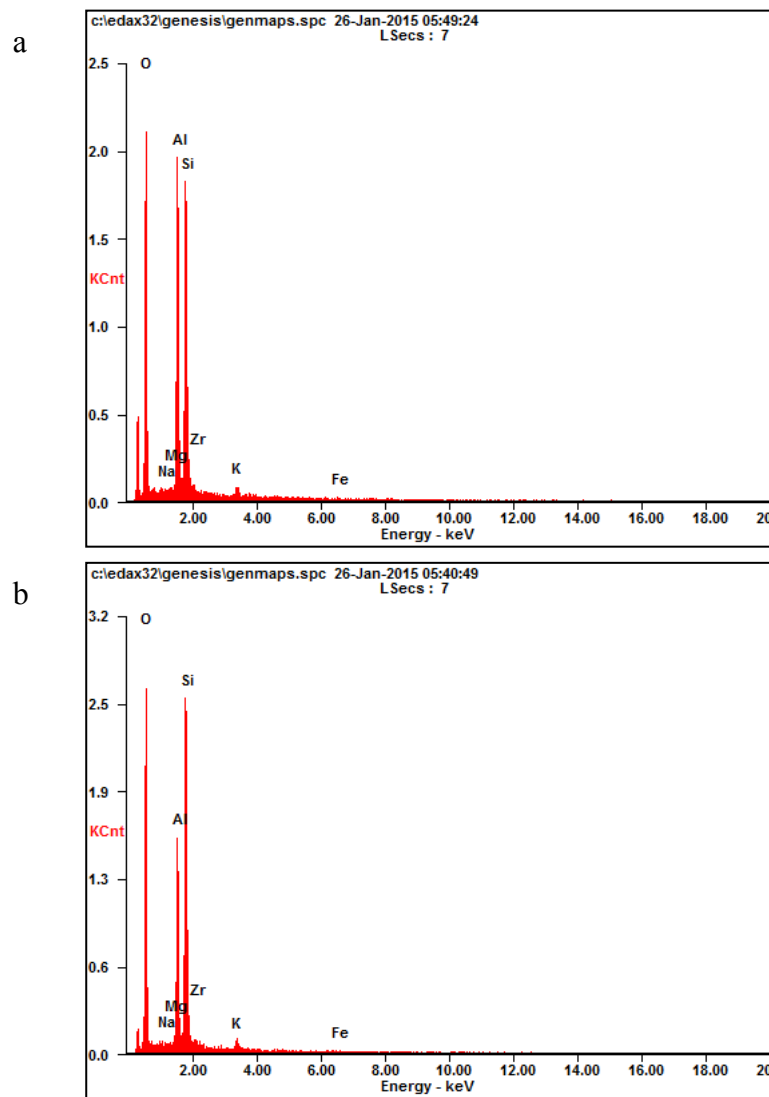 a
c:\edax32\genesis\genmaps.spc 26-Jan-2015 05:49:24
LSecs : 7
2.5
O
2.0
Al
Si
1.5
KCnt
1.0
0.5
Zr
Mg
Na
K
Fe
0.0
2.00 4.00 6.00 8.00 10.00 12.00 14.00 16.00 18.00 20
Energy - keV
b
c:\edax32\genesis\genmaps.spc 26-Jan-2015 05:40:49
LSecs : 7
3.2
O
Si
2.5
1.9
Al
KCnt
1.3
0.6
Zr
Mg
Na
K
Fe
0.0
2.00 4.00 6.00 8.00 10.00 12.00 14.00 16.00 18.00 20
Energy - keV